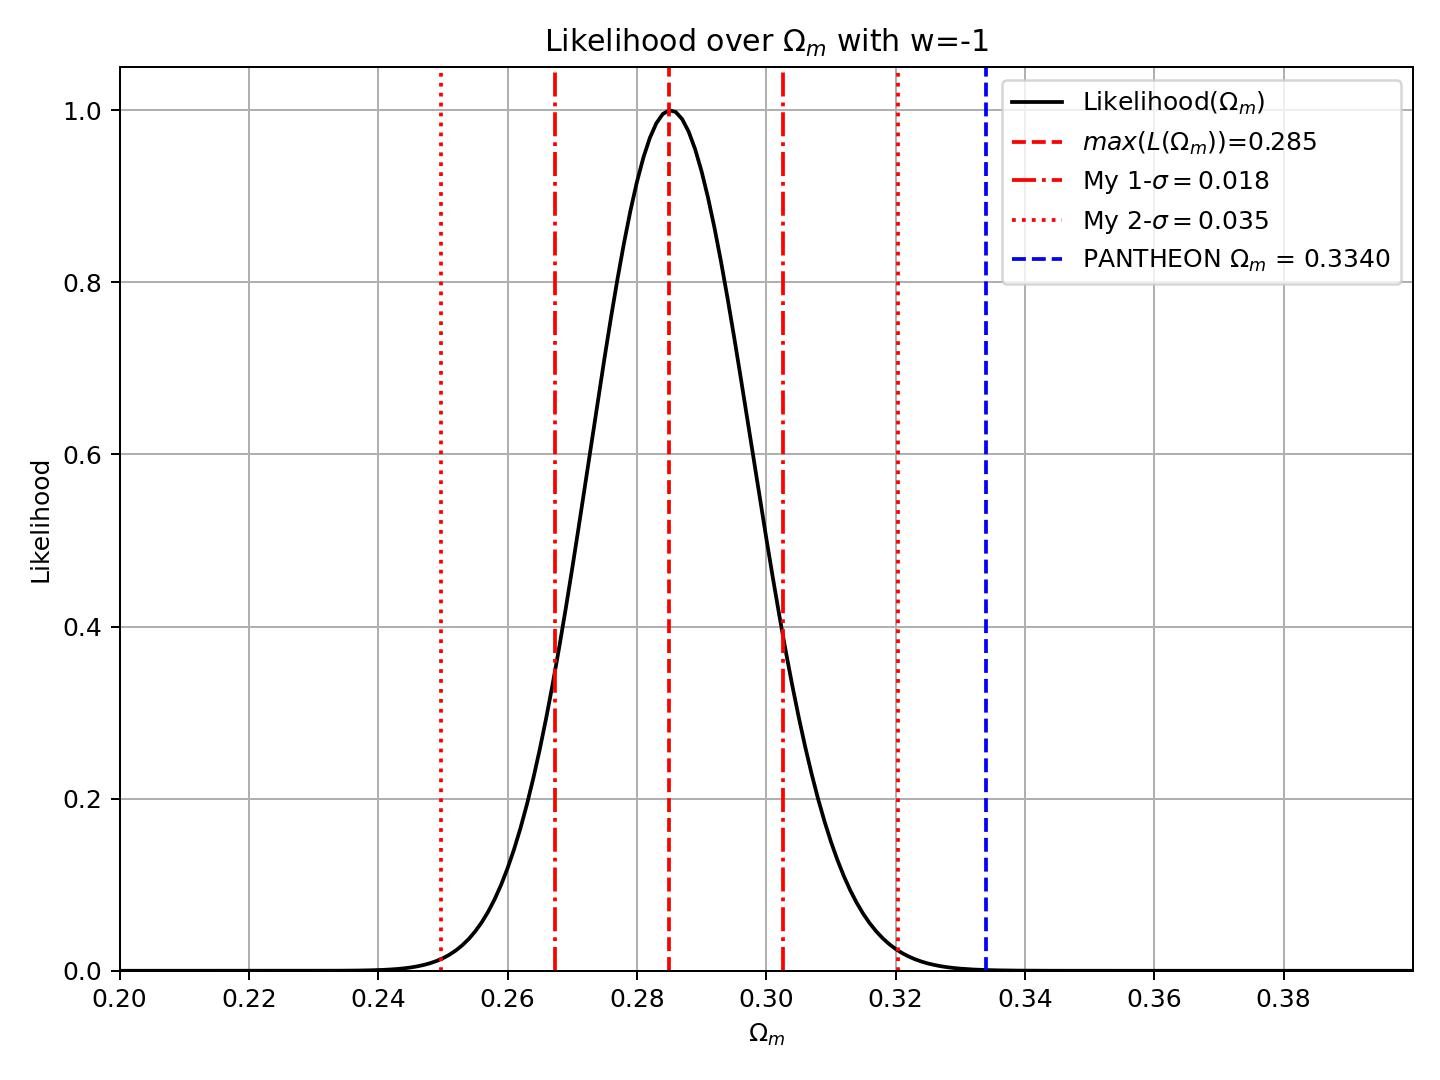 Likelihood over Ωₘ with w=-1
Likelihood(Ωₘ)
max(L(Ωₘ))=0.285
My 1-σ = 0.018
My 2-σ = 0.035
PANTHEON Ωₘ = 0.3340
Likelihood
1.0
0.8
0.6
0.4
0.2
0.0
0.20 0.22 0.24 0.26 0.28 0.30 0.32 0.34 0.36 0.38
Ωₘ